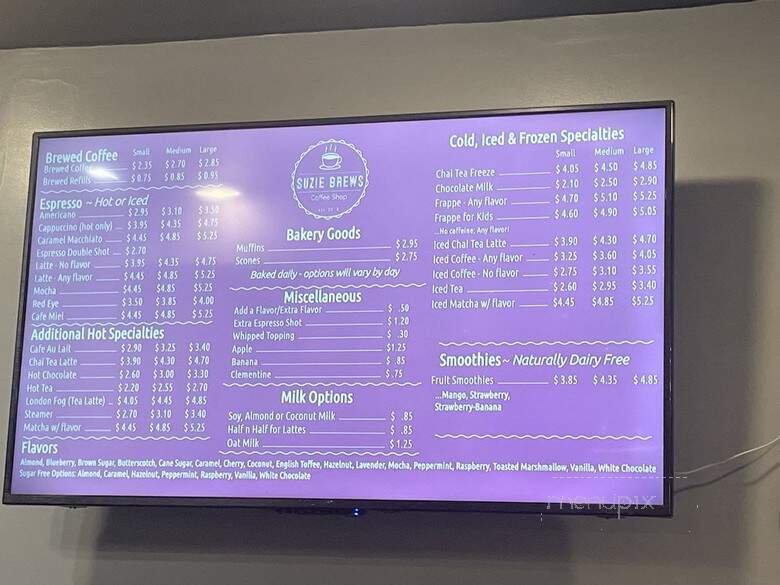 Brewed Coffee Small Medium Large
Brewed Coffee $2.35 $2.70 $2.85
Brewed Refills $0.75 $0.85 $0.95
Espresso ~ Hot or Iced
Americano $2.95 $3.10 $3.50
Cappuccino (hot only) $3.95 $4.35 $4.75
Caramel Macchiato $4.45 $4.85 $5.25
Espresso Double Shot $2.70
Latte - No flavor $3.95 $4.35 $4.75
Latte - Any flavor $4.45 $4.85 $5.25
Mocha $4.45 $4.85 $5.25
Red Eye $3.50 $3.85 $4.00
Cafe Miel $4.45 $4.85 $5.25
Additional Hot Specialties
Cafe Au Lait $2.90 $3.25 $3.40
Chai Tea Latte $3.90 $4.30 $4.70
Hot Chocolate $2.60 $3.00 $3.30
Hot Tea $2.20 $2.55 $2.70
London Fog (Tea Latte) $4.05 $4.45 $4.85
Steamer $2.70 $3.10 $3.40
Matcha w/ flavor $4.45 $4.85 $5.25
SUZIE BREWS
Coffee Shop
Bakery Goods
Muffins $2.95
Scones $2.75
Baked daily - options will vary by day
Miscellaneous
Add a Flavor/Extra Flavor $ .50
Extra Espresso Shot $1.20
Whipped Topping $ .30
Apple $1.25
Banana $ .85
Clementine $.75
Milk Options
Soy, Almond or Coconut Milk $ .85
Half n Half for Lattes $ .85
Oat Milk $1.25
Cold, Iced & Frozen Specialties
Small Medium Large
Chai Tea Freeze $4.05 $4.50 $4.85
Chocolate Milk $2.10 $2.50 $2.90
Frappe - Any flavor $4.70 $5.10 $5.25
Frappe for Kids $4.60 $4.90 $5.05
...No caffeine; Any flavor!
Iced Chai Tea Latte $3.90 $4.30 $4.70
Iced Coffee - Any flavor $3.25 $3.60 $4.05
Iced Coffee - No flavor $2.75 $3.10 $3.55
Iced Tea $2.60 $2.95 $3.40
Iced Matcha w/ flavor $4.45 $4.85 $5.25
Smoothies ~ Naturally Dairy Free
Fruit Smoothies $3.85 $4.35 $4.85
...Mango, Strawberry,
Strawberry-Banana
Flavors
Almond, Blueberry, Brown Sugar, Butterscotch, Cane Sugar, Caramel, Cherry, Coconut, English Toffee, Hazelnut, Lavender, Mocha, Peppermint, Raspberry, Toasted Marshmallow, Vanilla, White Chocolate
Sugar Free Options: Almond, Caramel, Hazelnut, Peppermint, Raspberry, Vanilla, White Chocolate
menupix